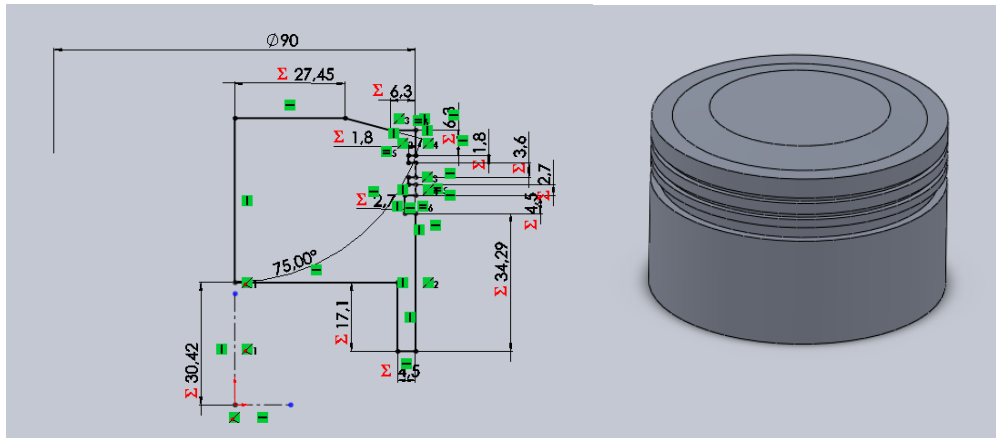 Ø90
Σ 27,45
Σ 6,3
Σ 6,3
Σ 1,8
Σ 1,8
Σ 3,6
Σ 2,7
Σ 2,7
Σ 4,5
75,00°
Σ 34,29
Σ 17,1
Σ 30,42
Σ 4,5